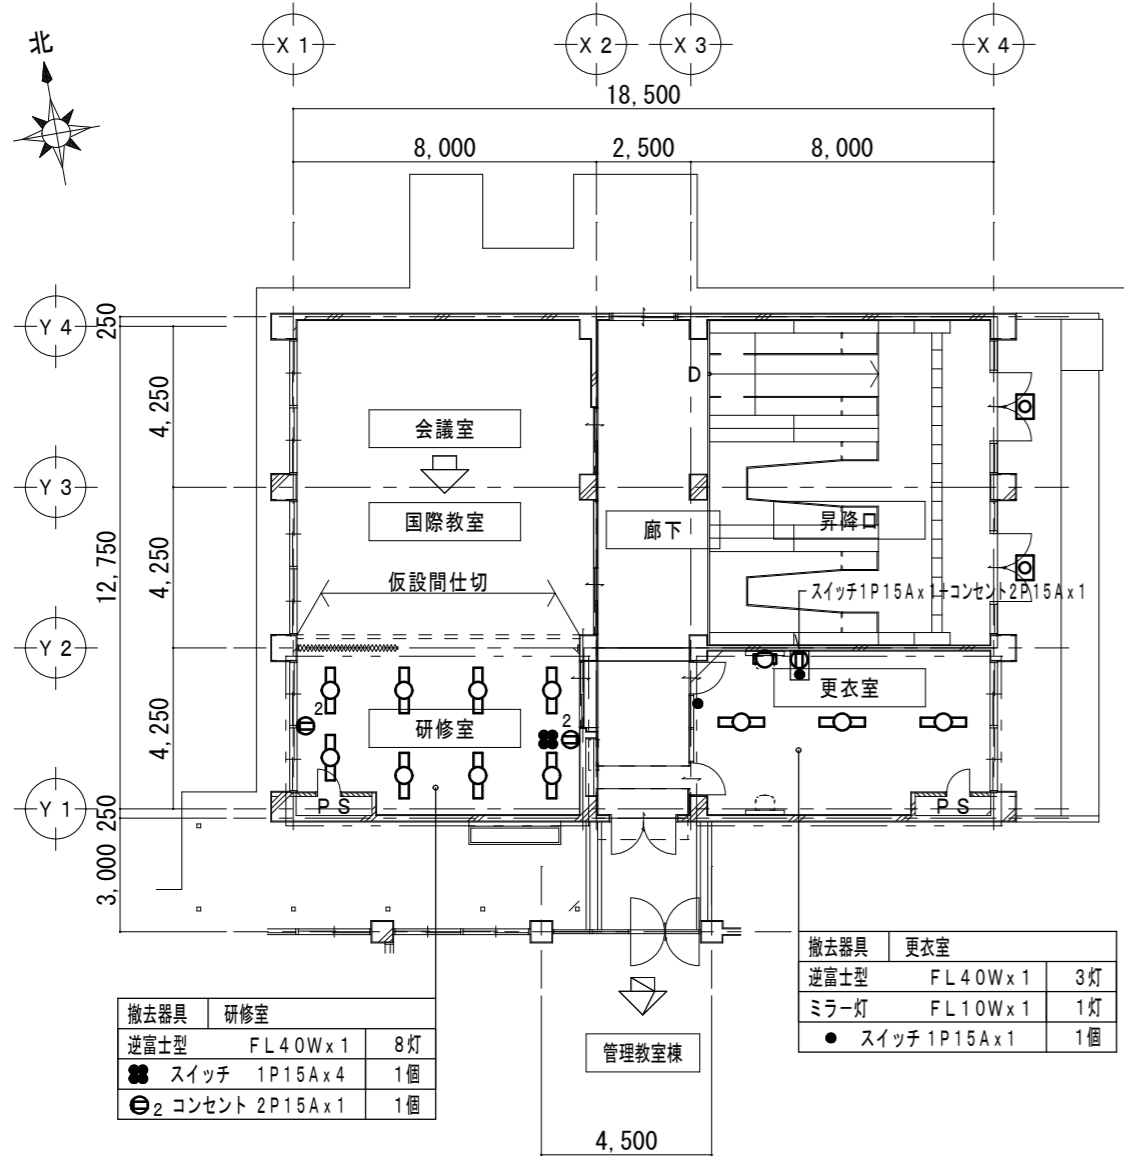 北
X 1
X 2
X 3
X 4
18,500
8,000
2,500
8,000
Y 4
250
4,250
D
会議室
Y 3
国際教室
廊下
昇降口
12,750
4,250
仮設間仕切
スイッチ1P15Ax1+コンセント2P15Ax1
Y 2
更衣室
2
研修室
2
4,250
Y 1
PS
PS
250
3,000
撤去器具 更衣室
逆富士型 FL40Wx1 3灯
ミラー灯 FL10Wx1 1灯
スイッチ 1P15Ax1 1個
撤去器具 研修室
逆富士型 FL40Wx1 8灯
スイッチ 1P15Ax4 1個
2 コンセント 2P15Ax1 1個
管理教室棟
4,500